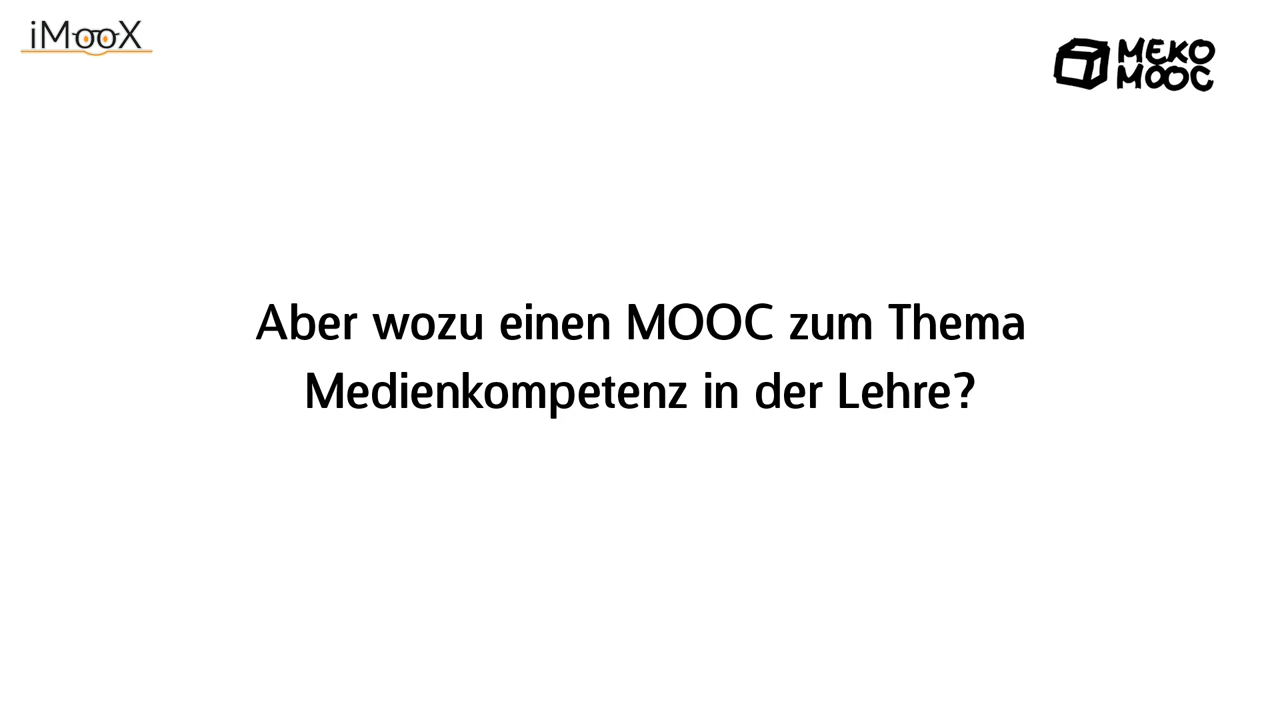 iMooX
MEKO
MOOC
Aber wozu einen MOOC zum Thema
Medienkompetenz in der Lehre?